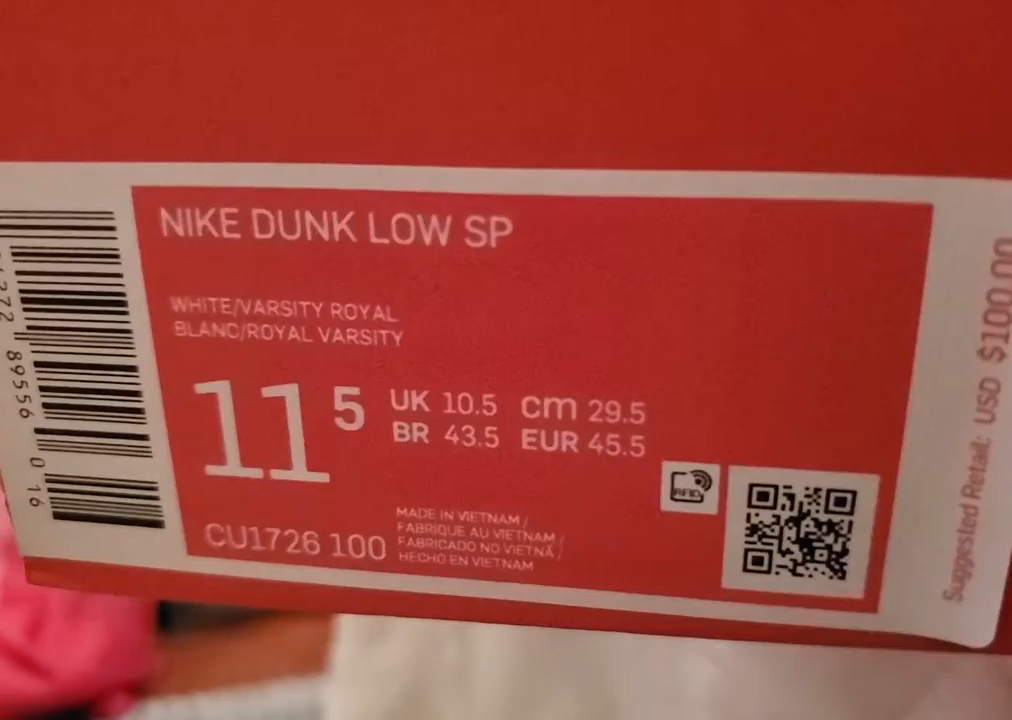 NIKE DUNK LOW SP
WHITE/VARSITY ROYAL
BLANC/ROYAL VARSITY
11 5
UK 10.5 cm 29.5
BR 43.5 EUR 45.5
CU1726 100
MADE IN VIETNAM /
FABRIQUE AU VIETNAM /
FABRICADO NO VIETNÃ /
HECHO EN VIETNAM
RFID
89556
0 16
Suggested Retail: USD $100.00